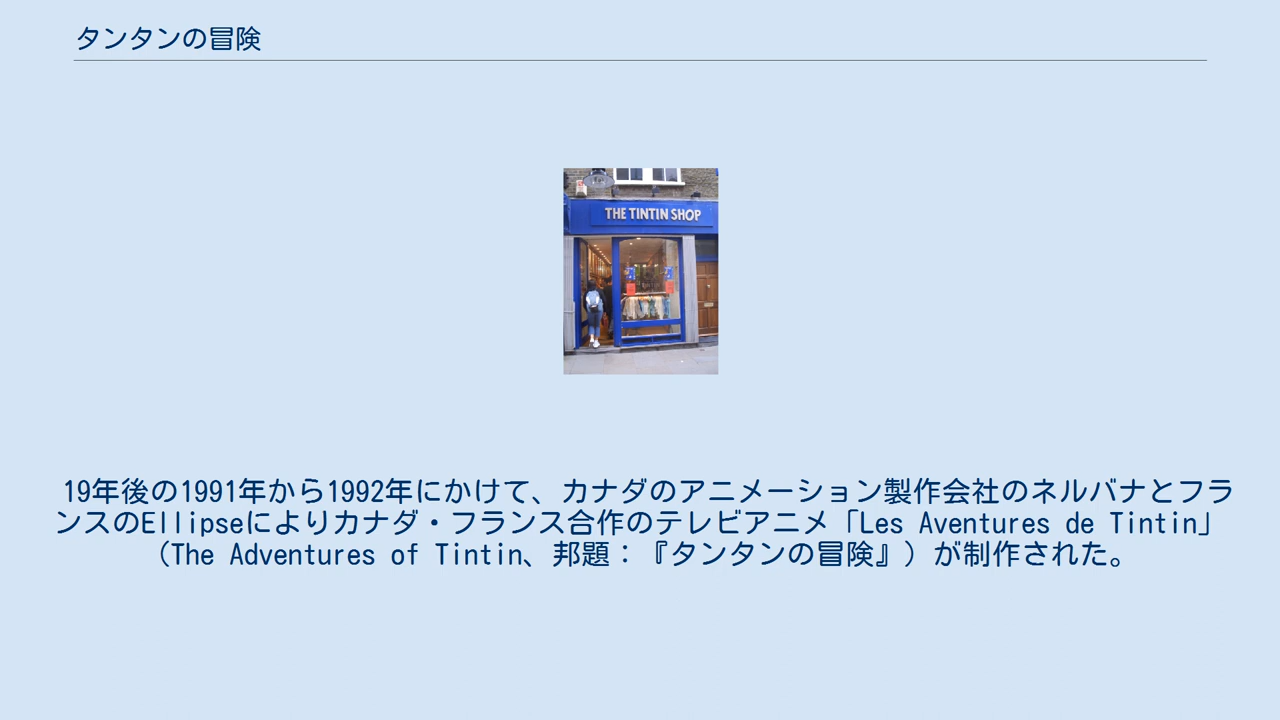 タンタンの冒険
THE TINTIN SHOP
19年後の1991年から1992年にかけて、カナダのアニメーション製作会社のネルバナとフラ
ンスのEllipseによりカナダ・フランス合作のテレビアニメ「Les Aventures de Tintin」
（The Adventures of Tintin、邦題：『タンタンの冒険』）が制作された。